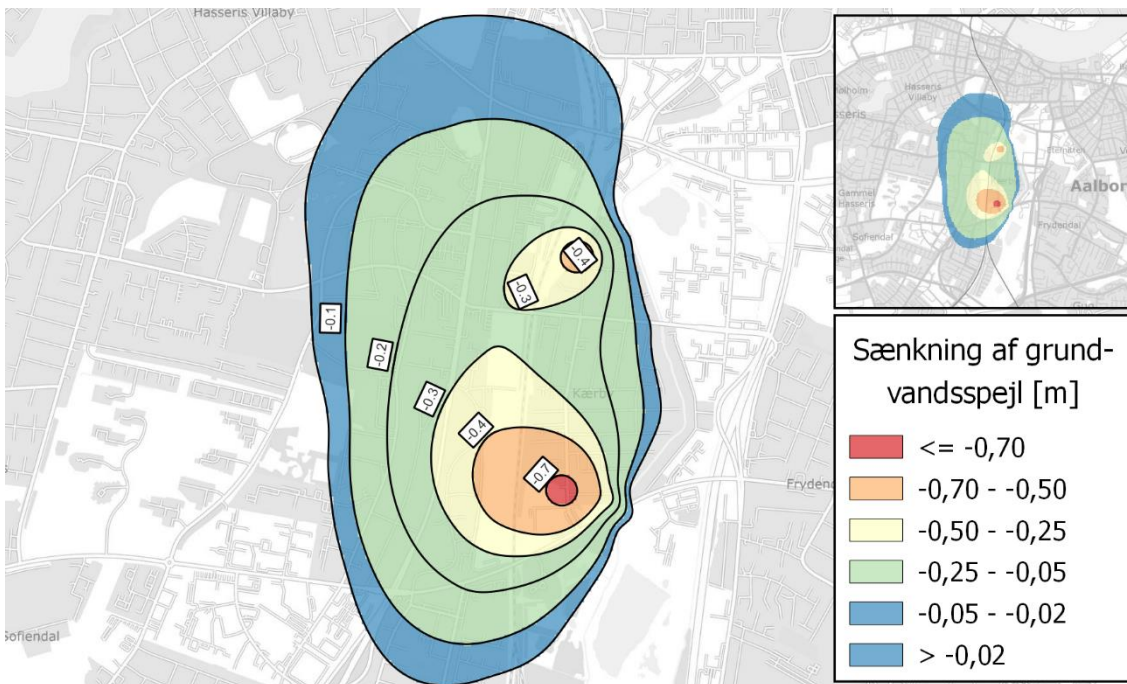 Hasseris Villaby
-0.1
-0.2
-0.3
-0.4
-0.3
-0.4
-0.7
Kærby
Frydend
Sofiendal
Hasseris
Villaby
Gammel
Hasseris
Sofiendal
Aalbor
Frydendal
Gug
Sænkning af grund-
vandsspejl [m]
<= -0,70
-0,70 - -0,50
-0,50 - -0,25
-0,25 - -0,05
-0,05 - -0,02
> -0,02